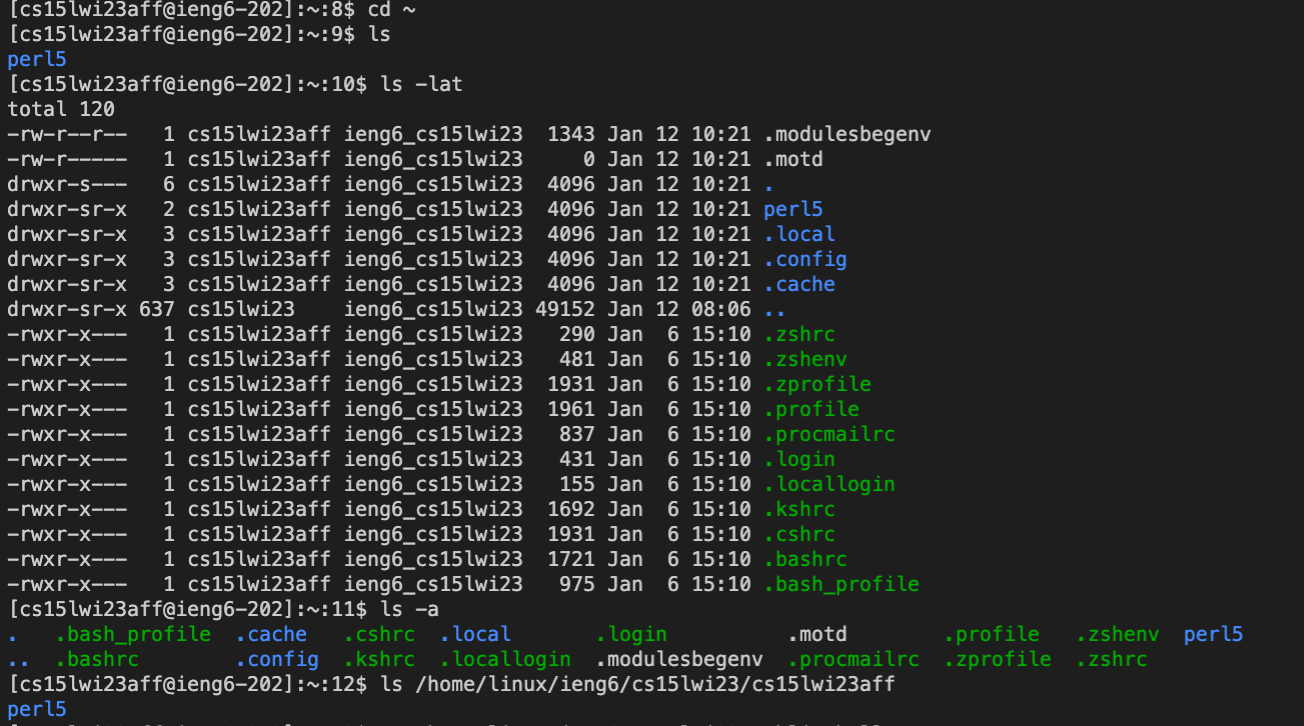 [cs15lwi23aff@ieng6-202]:~:8$ cd ~
[cs15lwi23aff@ieng6-202]:~:9$ ls
perl5
[cs15lwi23aff@ieng6-202]:~:10$ ls -lat
total 120
-rw-r--r--   1 cs15lwi23aff ieng6_cs15lwi23  1343 Jan 12 10:21 .modulesbegenv
-rw-r-----   1 cs15lwi23aff ieng6_cs15lwi23     0 Jan 12 10:21 .motd
drwxr-s---   6 cs15lwi23aff ieng6_cs15lwi23  4096 Jan 12 10:21 .
drwxr-sr-x   2 cs15lwi23aff ieng6_cs15lwi23  4096 Jan 12 10:21 perl5
drwxr-sr-x   3 cs15lwi23aff ieng6_cs15lwi23  4096 Jan 12 10:21 .local
drwxr-sr-x   3 cs15lwi23aff ieng6_cs15lwi23  4096 Jan 12 10:21 .config
drwxr-sr-x   3 cs15lwi23aff ieng6_cs15lwi23  4096 Jan 12 10:21 .cache
drwxr-sr-x 637 cs15lwi23    ieng6_cs15lwi23 49152 Jan 12 08:06 ..
-rwxr-x---   1 cs15lwi23aff ieng6_cs15lwi23   290 Jan  6 15:10 .zshrc
-rwxr-x---   1 cs15lwi23aff ieng6_cs15lwi23   481 Jan  6 15:10 .zshenv
-rwxr-x---   1 cs15lwi23aff ieng6_cs15lwi23  1931 Jan  6 15:10 .zprofile
-rwxr-x---   1 cs15lwi23aff ieng6_cs15lwi23  1961 Jan  6 15:10 .profile
-rwxr-x---   1 cs15lwi23aff ieng6_cs15lwi23   837 Jan  6 15:10 .procmailrc
-rwxr-x---   1 cs15lwi23aff ieng6_cs15lwi23   431 Jan  6 15:10 .login
-rwxr-x---   1 cs15lwi23aff ieng6_cs15lwi23   155 Jan  6 15:10 .locallogin
-rwxr-x---   1 cs15lwi23aff ieng6_cs15lwi23  1692 Jan  6 15:10 .kshrc
-rwxr-x---   1 cs15lwi23aff ieng6_cs15lwi23  1931 Jan  6 15:10 .cshrc
-rwxr-x---   1 cs15lwi23aff ieng6_cs15lwi23  1721 Jan  6 15:10 .bashrc
-rwxr-x---   1 cs15lwi23aff ieng6_cs15lwi23   975 Jan  6 15:10 .bash_profile
[cs15lwi23aff@ieng6-202]:~:11$ ls -a
.   .bash_profile  .cache   .cshrc  .local       .login          .motd        .profile   .zshenv  perl5
..  .bashrc        .config  .kshrc  .locallogin  .modulesbegenv  .procmailrc  .zprofile  .zshrc
[cs15lwi23aff@ieng6-202]:~:12$ ls /home/linux/ieng6/cs15lwi23/cs15lwi23aff
perl5